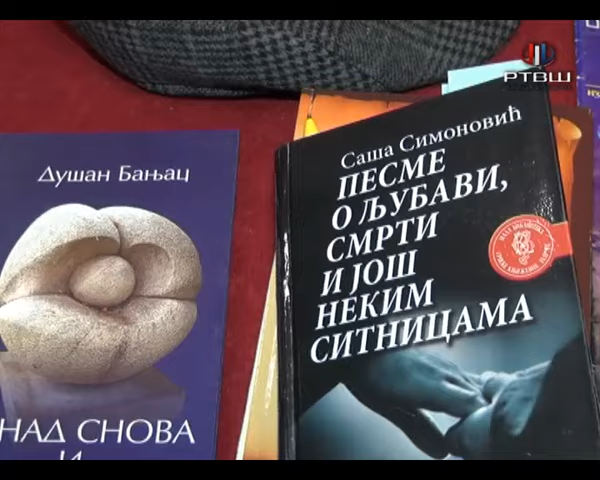 РТВШ
Душан Бањац
НАД СНОВА
И
Саша Симоновић
ПЕСМЕ
О ЉУБАВИ,
СМРТИ
И ЈОШ
НЕКИМ
СИТНИЦАМА